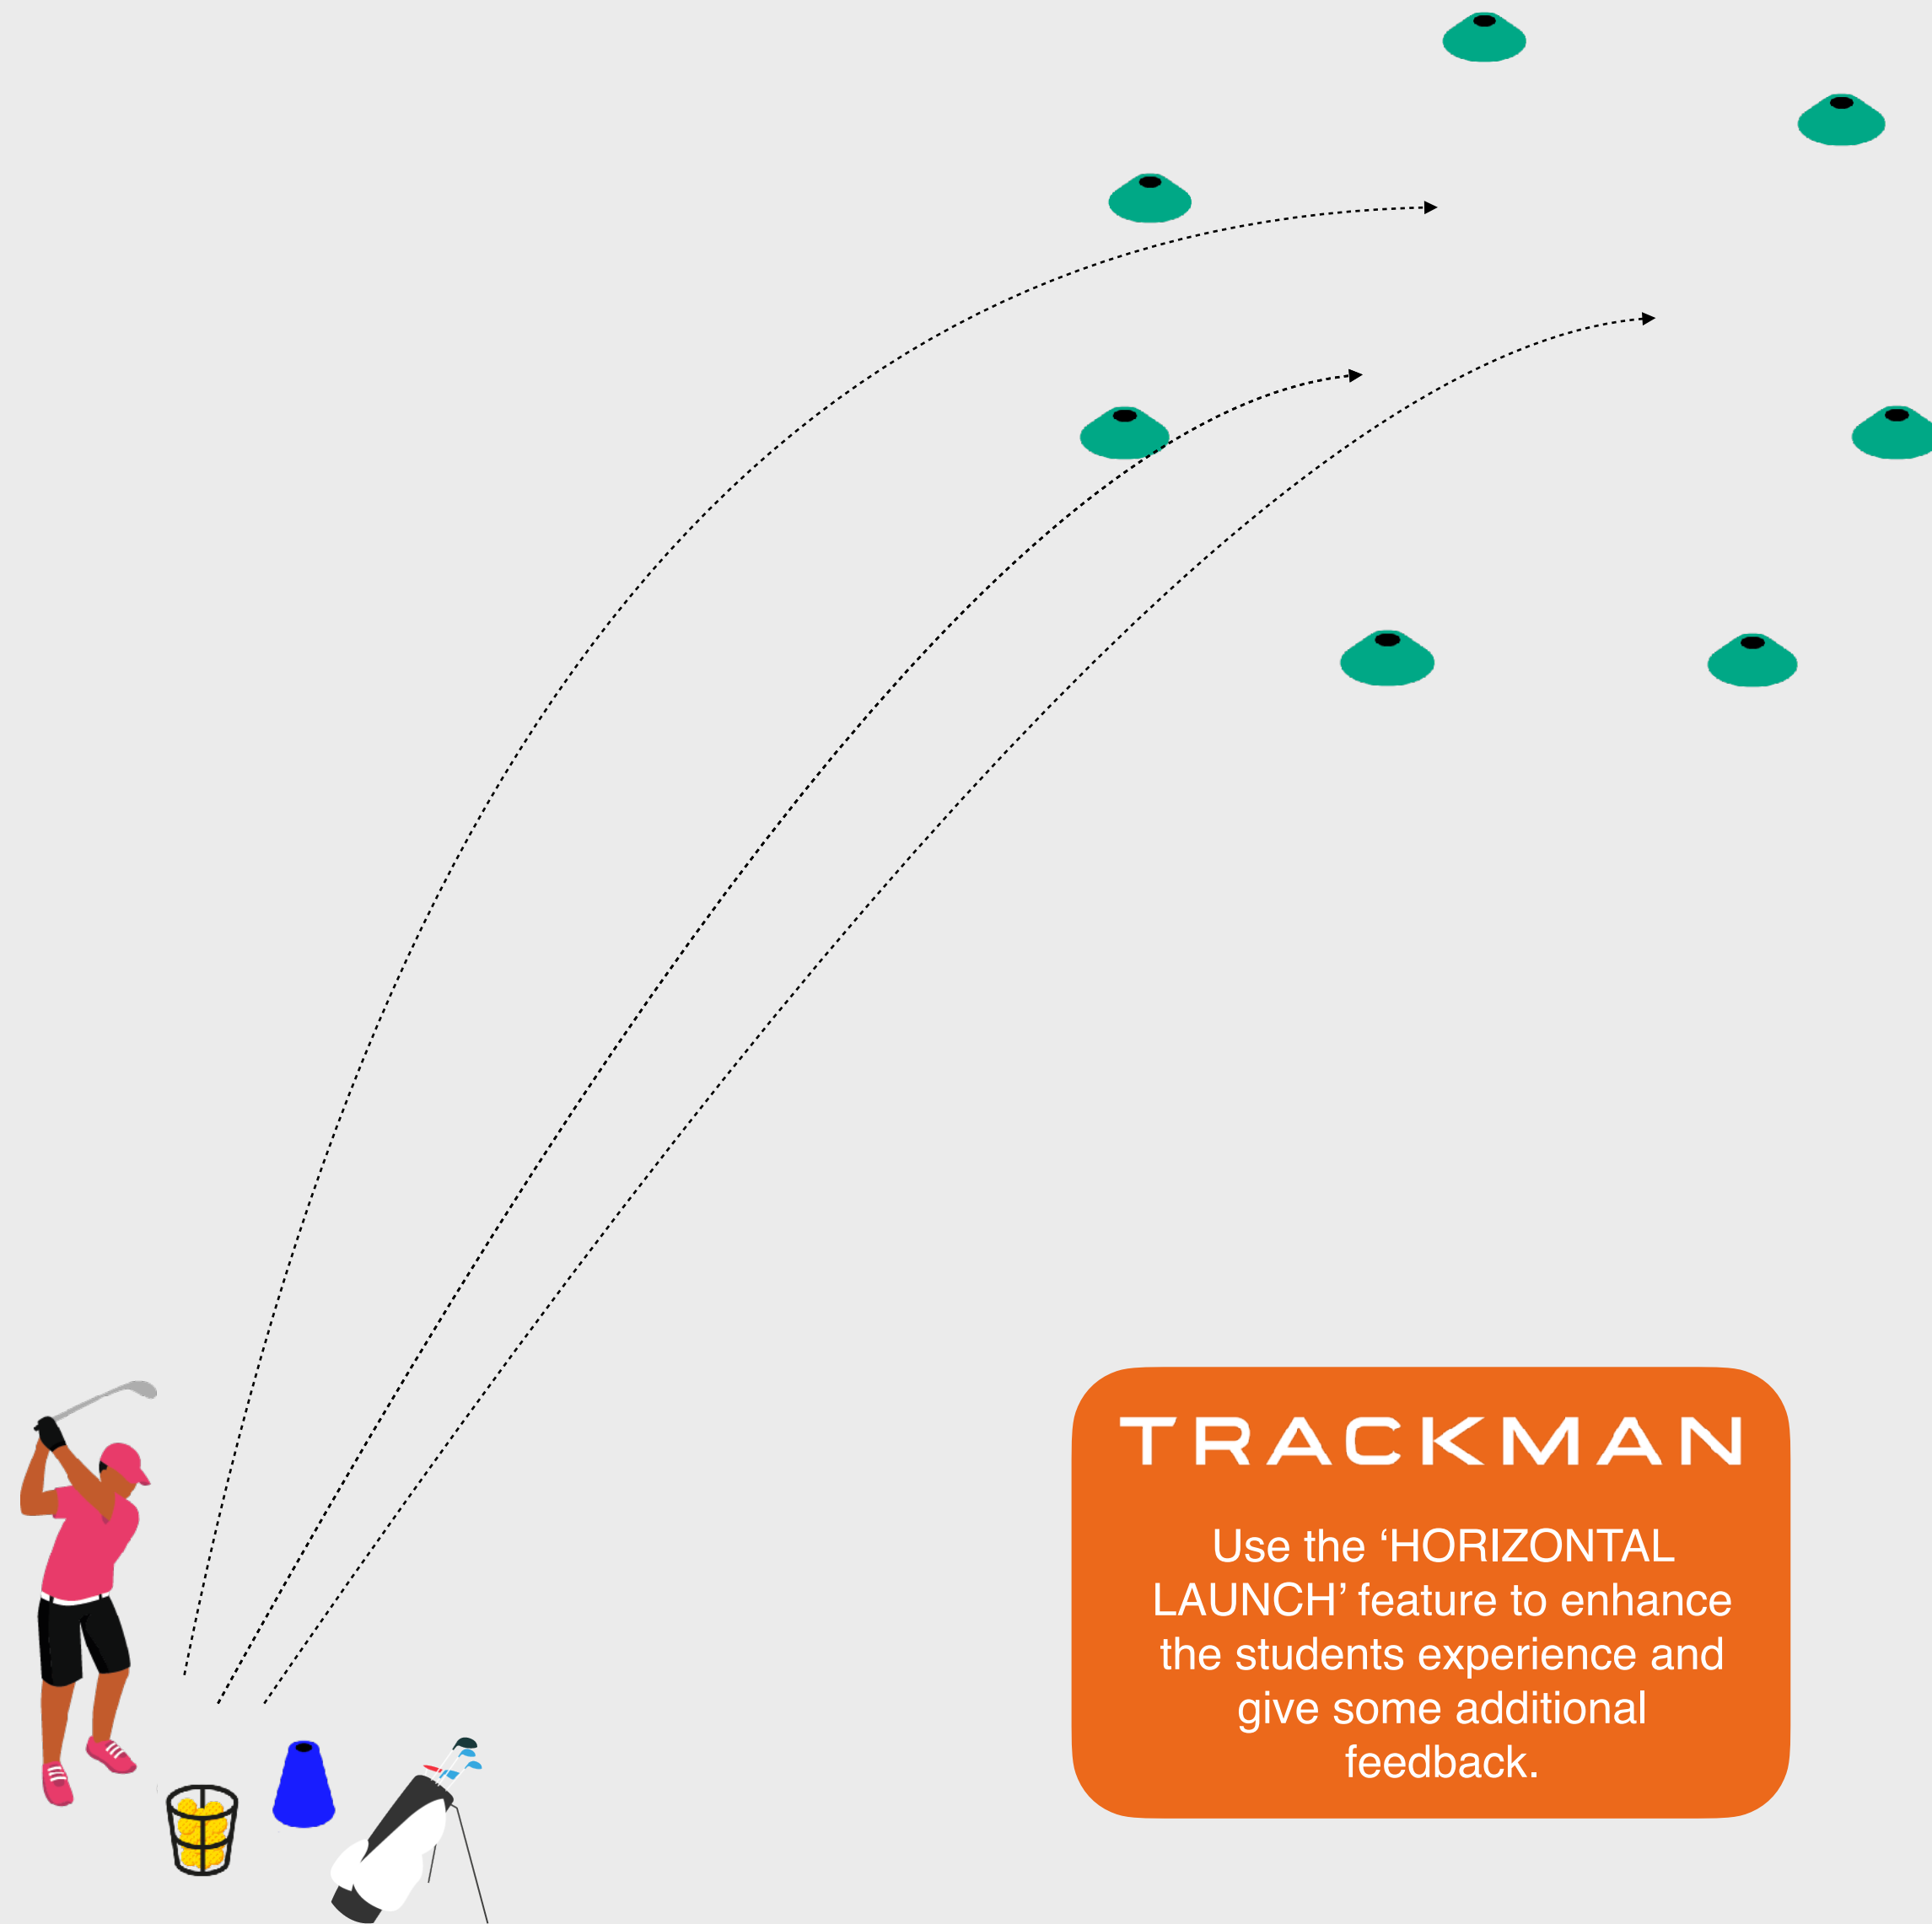 TRACKMAN
Use the ‘HORIZONTAL
LAUNCH’ feature to enhance
the students experience and
give some additional
feedback.